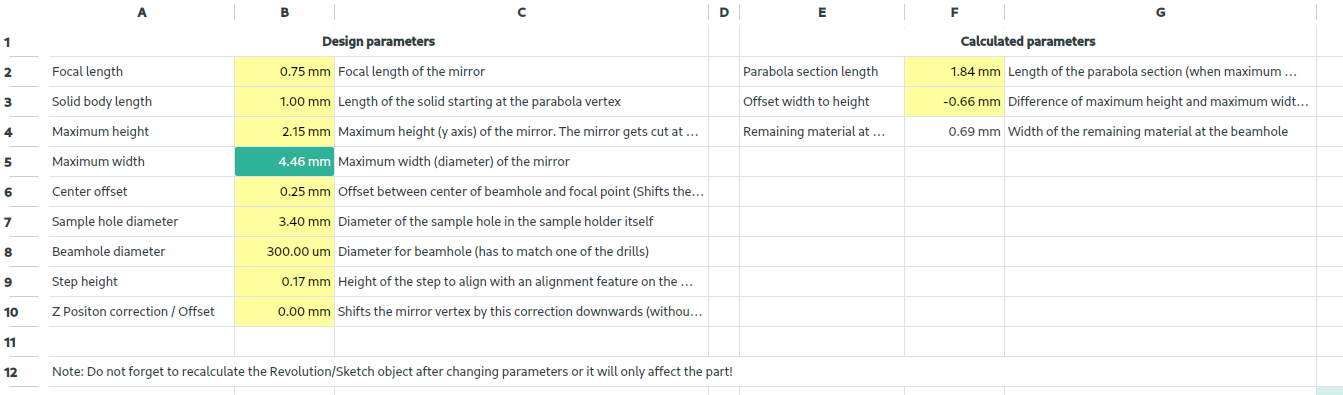 A B C D E F G
1 Design parameters Calculated parameters
2 Focal length 0.75 mm Focal length of the mirror Parabola section length 1.84 mm Length of the parabola section (when maximum ...
3 Solid body length 1.00 mm Length of the solid starting at the parabola vertex Offset width to height -0.66 mm Difference of maximum height and maximum widt...
4 Maximum height 2.15 mm Maximum height (y axis) of the mirror. The mirror gets cut at ... Remaining material at ... 0.69 mm Width of the remaining material at the beamhole
5 Maximum width 4.46 mm Maximum width (diameter) of the mirror
6 Center offset 0.25 mm Offset between center of beamhole and focal point (Shifts the...
7 Sample hole diameter 3.40 mm Diameter of the sample hole in the sample holder itself
8 Beamhole diameter 300.00 um Diameter for beamhole (has to match one of the drills)
9 Step height 0.17 mm Height of the step to align with an alignment feature on the ...
10 Z Positon correction / Offset 0.00 mm Shifts the mirror vertex by this correction downwards (withou...
11
12 Note: Do not forget to recalculate the Revolution/Sketch object after changing parameters or it will only affect the part!